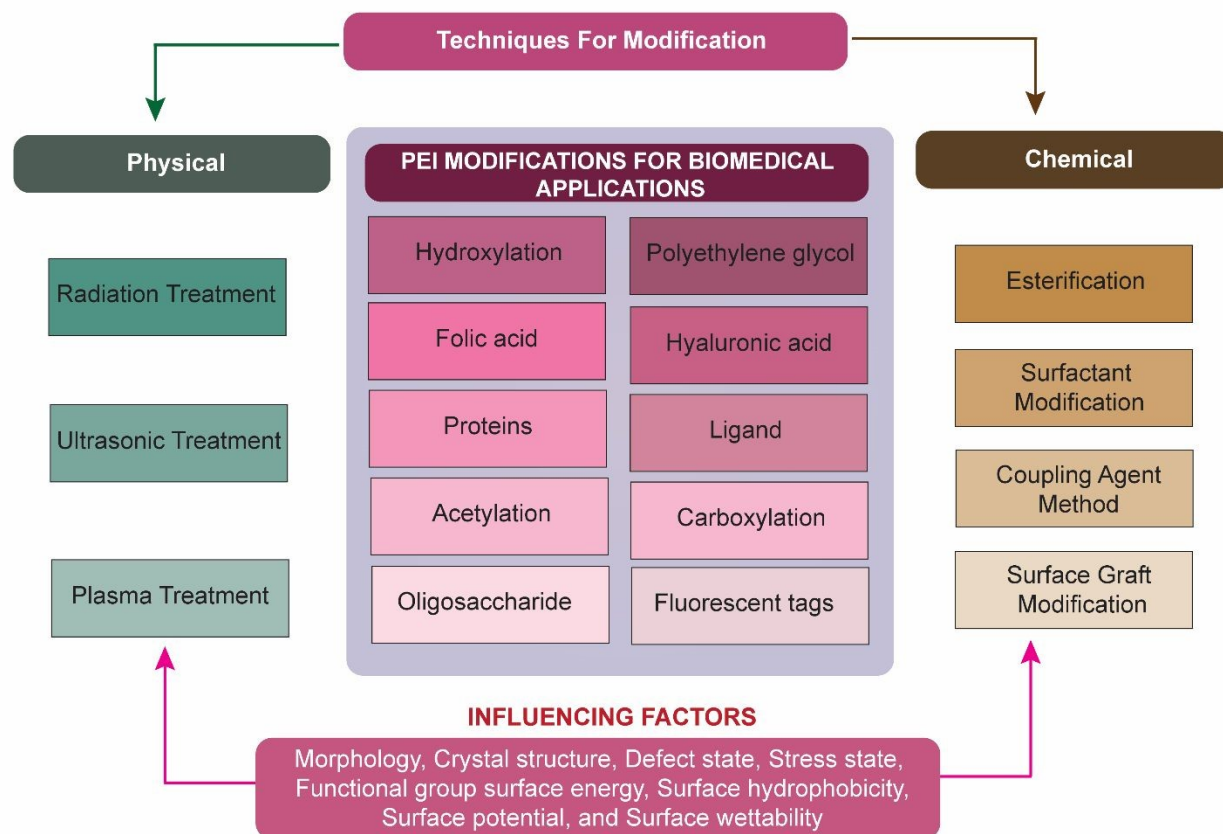 Techniques For Modification
Physical
Radiation Treatment
Ultrasonic Treatment
Plasma Treatment
PEI MODIFICATIONS FOR BIOMEDICAL
APPLICATIONS
Hydroxylation
Polyethylene glycol
Folic acid
Hyaluronic acid
Proteins
Ligand
Acetylation
Carboxylation
Oligosaccharide
Fluorescent tags
Chemical
Esterification
Surfactant
Modification
Coupling Agent
Method
Surface Graft
Modification
INFLUENCING FACTORS
Morphology, Crystal structure, Defect state, Stress state,
Functional group surface energy, Surface hydrophobicity,
Surface potential, and Surface wettability